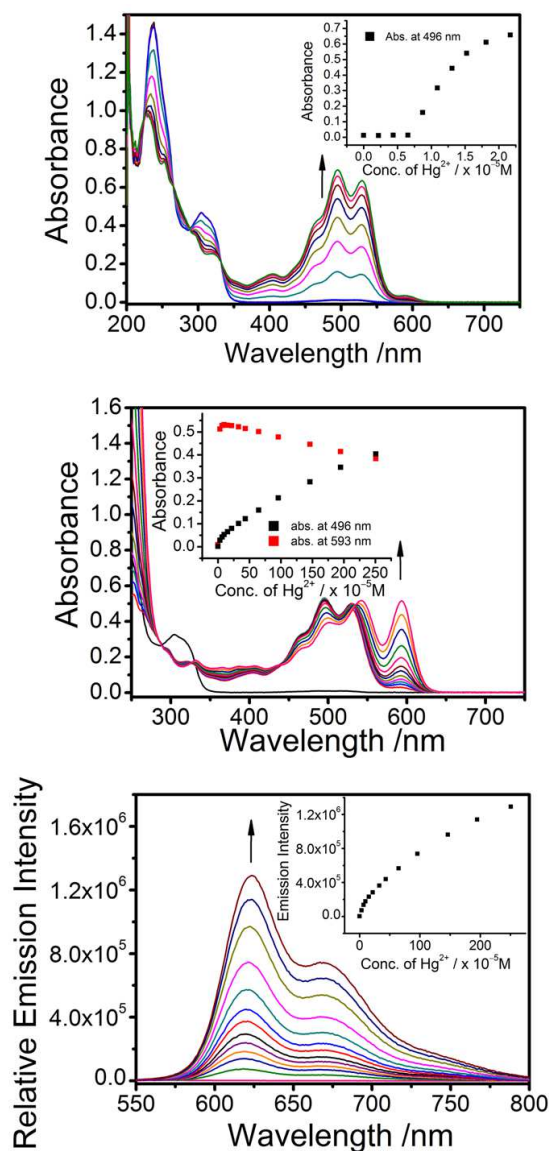 Absorbance
1.4
1.2
1.0
0.8
0.6
0.4
0.2
0.0
200 300 400 500 600 700
Wavelength /nm
Absorbance
0.7
0.6
0.5
0.4
0.3
0.2
0.1
0.0
Abs. at 496 nm
0.0 0.5 1.0 1.5 2.0
Conc. of Hg²⁺ / x 10⁻⁵M
Absorbance
1.6
1.4
1.2
1.0
0.8
0.6
0.4
0.2
0.0
300 400 500 600 700
Wavelength /nm
Absorbance
0.5
0.4
0.3
0.2
0.1
0.0
abs. at 496 nm
abs. at 593 nm
0 50 100 150 200 250
Conc. of Hg²⁺ / x 10⁻⁵M
Relative Emission Intensity
1.6x10⁶
1.2x10⁶
8.0x10⁵
4.0x10⁵
0.0
550 600 650 700 750 800
Wavelength /nm
Emission Intensity
1.2x10⁶
8.0x10⁵
4.0x10⁵
0.0
0 100 200
Conc. of Hg²⁺ / x 10⁻⁵M